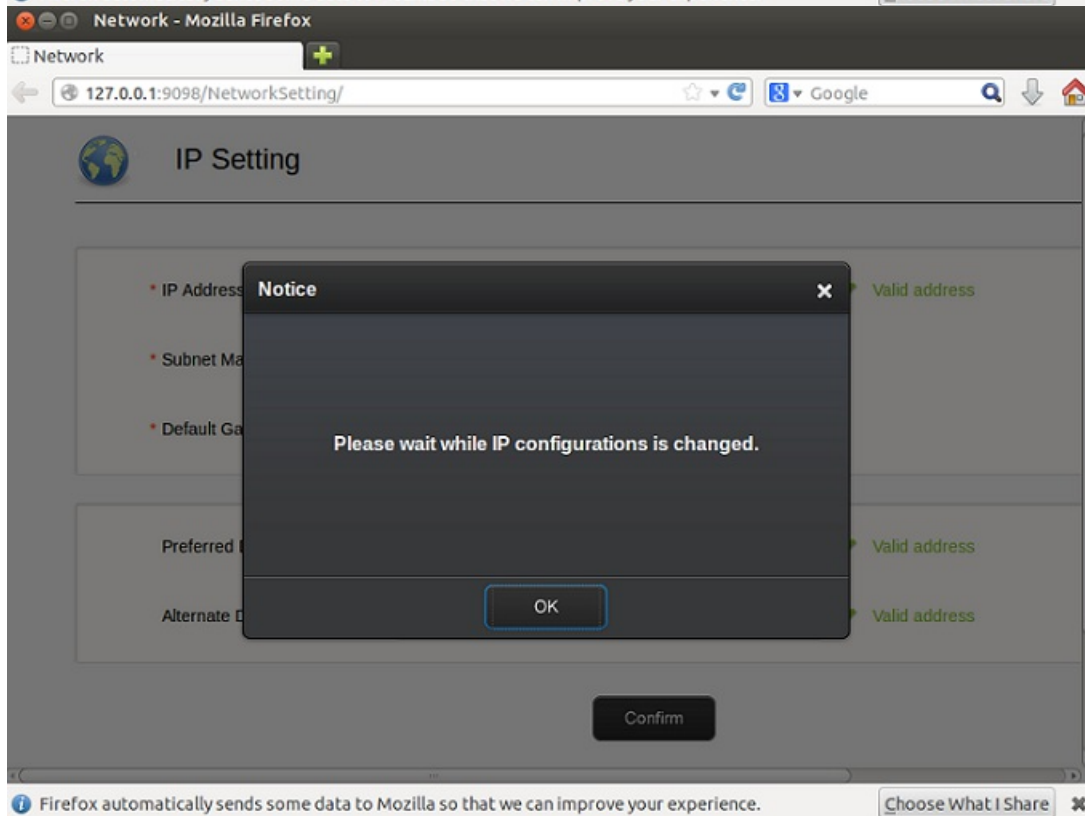 Network - Mozilla Firefox
Network
127.0.0.1:9098/NetworkSetting/
Google
IP Setting
* IP Address
Notice
Valid address
* Subnet Ma
* Default Ga
Please wait while IP configurations is changed.
Preferred
Valid address
OK
Alternate D
Valid address
Confirm
Firefox automatically sends some data to Mozilla so that we can improve your experience.
Choose What I Share